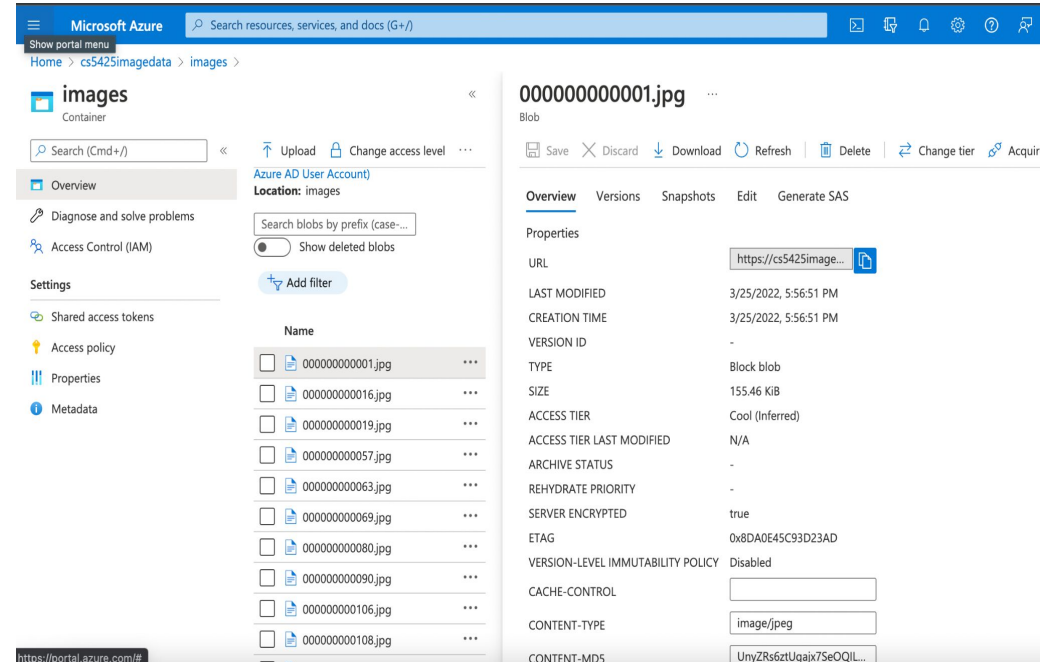 Microsoft Azure
Search resources, services, and docs (G+/)
Show portal menu
Home > cs5425imagedata > images >
images
Container
«
Search (Cmd+/)
«
Overview
Diagnose and solve problems
Access Control (IAM)
Settings
Shared access tokens
Access policy
Properties
Metadata
https://portal.azure.com/#
Upload
Change access level
...
Azure AD User Account)
Location: images
Search blobs by prefix (case-...
Show deleted blobs
Add filter
Name
000000000001.jpg ...
000000000016.jpg ...
000000000019.jpg ...
000000000057.jpg ...
000000000063.jpg ...
000000000069.jpg ...
000000000080.jpg ...
000000000090.jpg ...
000000000106.jpg ...
000000000108.jpg ...
000000000001.jpg ...
Blob
Save Discard Download Refresh Delete Change tier Acquir
Overview Versions Snapshots Edit Generate SAS
Properties
URL https://cs5425image...
LAST MODIFIED 3/25/2022, 5:56:51 PM
CREATION TIME 3/25/2022, 5:56:51 PM
VERSION ID -
TYPE Block blob
SIZE 155.46 KiB
ACCESS TIER Cool (Inferred)
ACCESS TIER LAST MODIFIED N/A
ARCHIVE STATUS -
REHYDRATE PRIORITY -
SERVER ENCRYPTED true
ETAG 0x8DA0E45C93D23AD
VERSION-LEVEL IMMUTABILITY POLICY Disabled
CACHE-CONTROL
CONTENT-TYPE image/jpeg
CONTENT-MD5 UnyZRs6ztUqajx7SeOQIL...